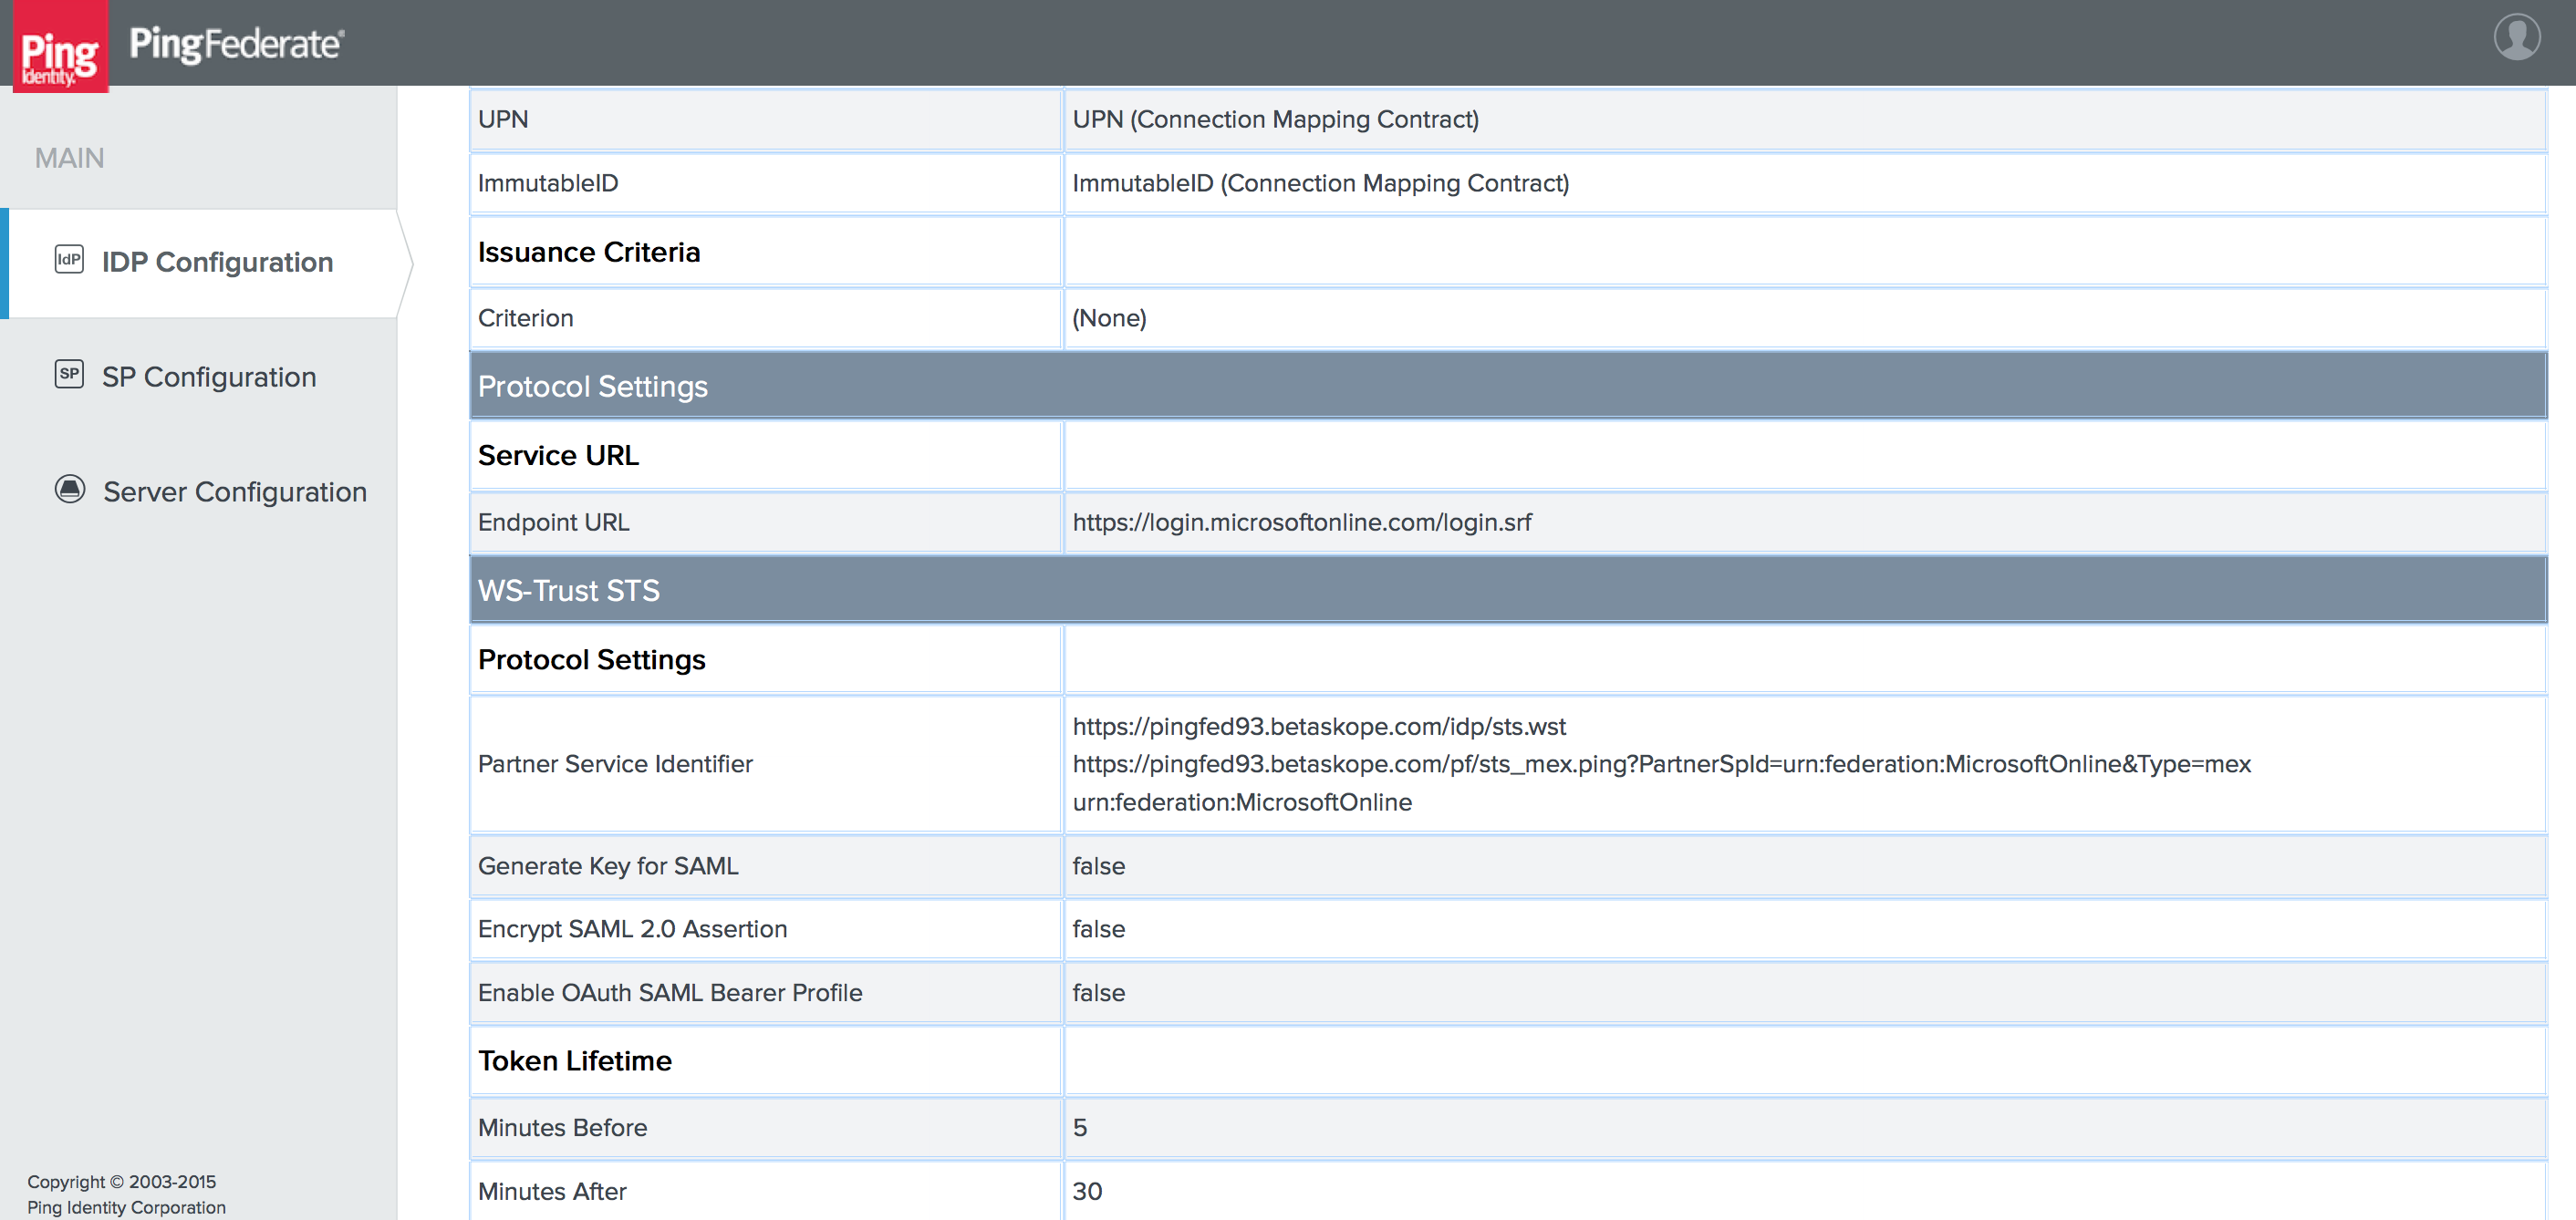 Ping
Identity.
PingFederate®
MAIN
IdP IDP Configuration
SP SP Configuration
Server Configuration
Copyright © 2003-2015
Ping Identity Corporation
UPN UPN (Connection Mapping Contract)
ImmutableID ImmutableID (Connection Mapping Contract)
Issuance Criteria
Criterion (None)
Protocol Settings
Service URL
Endpoint URL https://login.microsoftonline.com/login.srf
WS-Trust STS
Protocol Settings
Partner Service Identifier https://pingfed93.betaskope.com/idp/sts.wst
https://pingfed93.betaskope.com/pf/sts_mex.ping?PartnerSpId=urn:federation:MicrosoftOnline&Type=mex
urn:federation:MicrosoftOnline
Generate Key for SAML false
Encrypt SAML 2.0 Assertion false
Enable OAuth SAML Bearer Profile false
Token Lifetime
Minutes Before 5
Minutes After 30